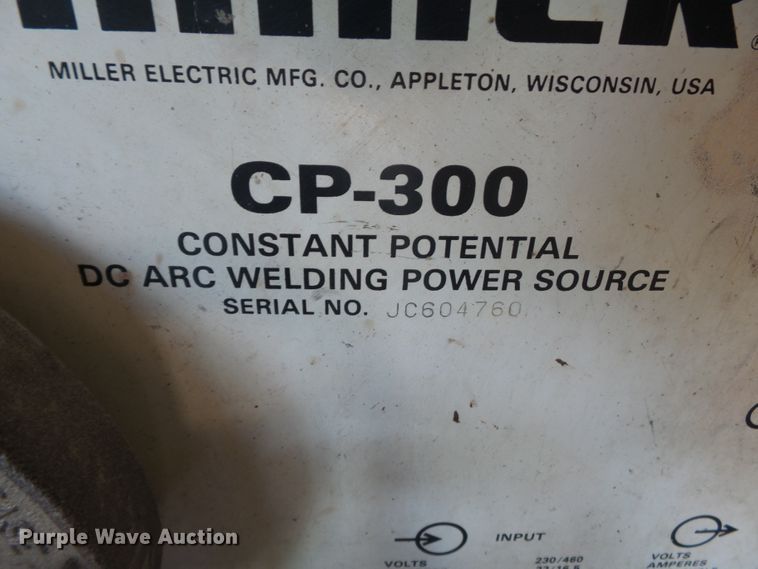 MILLER ELECTRIC MFG. CO., APPLETON, WISCONSIN, USA
CP-300
CONSTANT POTENTIAL
DC ARC WELDING POWER SOURCE
SERIAL NO. JC604760
INPUT
VOLTS 230/460
VOLTS
AMPERES
Purple Wave Auction